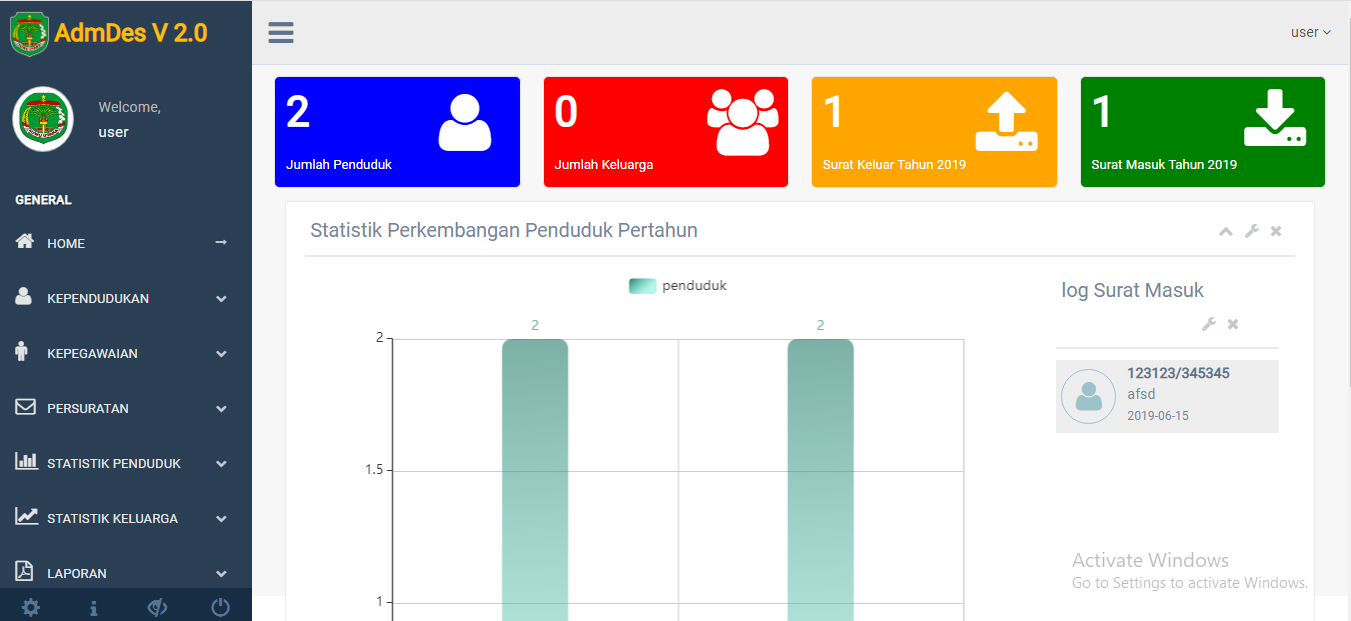 AdmDes V 2.0
user
Welcome,
user
GENERAL
HOME
KEPENDUDUKAN
KEPEGAWAIAN
PERSURATAN
STATISTIK PENDUDUK
STATISTIK KELUARGA
LAPORAN
2
Jumlah Penduduk
0
Jumlah Keluarga
1
Surat Keluar Tahun 2019
1
Surat Masuk Tahun 2019
Statistik Perkembangan Penduduk Pertahun
penduduk
2
2
2
1.5
1
log Surat Masuk
123123/345345
afsd
2019-06-15
Activate Windows
Go to Settings to activate Windows.